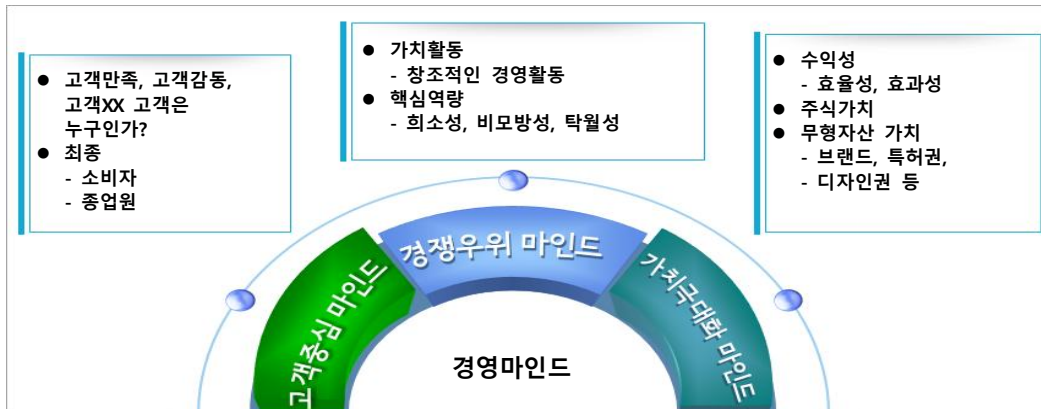 ● 고객만족, 고객감동,
고객XX 고객은
누구인가?
● 최종
- 소비자
- 종업원
● 가치활동
- 창조적인 경영활동
● 핵심역량
- 희소성, 비모방성, 탁월성
● 수익성
- 효율성, 효과성
● 주식가치
● 무형자산 가치
- 브랜드, 특허권,
- 디자인권 등
고객중심 마인드
경쟁우위 마인드
가치극대화 마인드
경영마인드